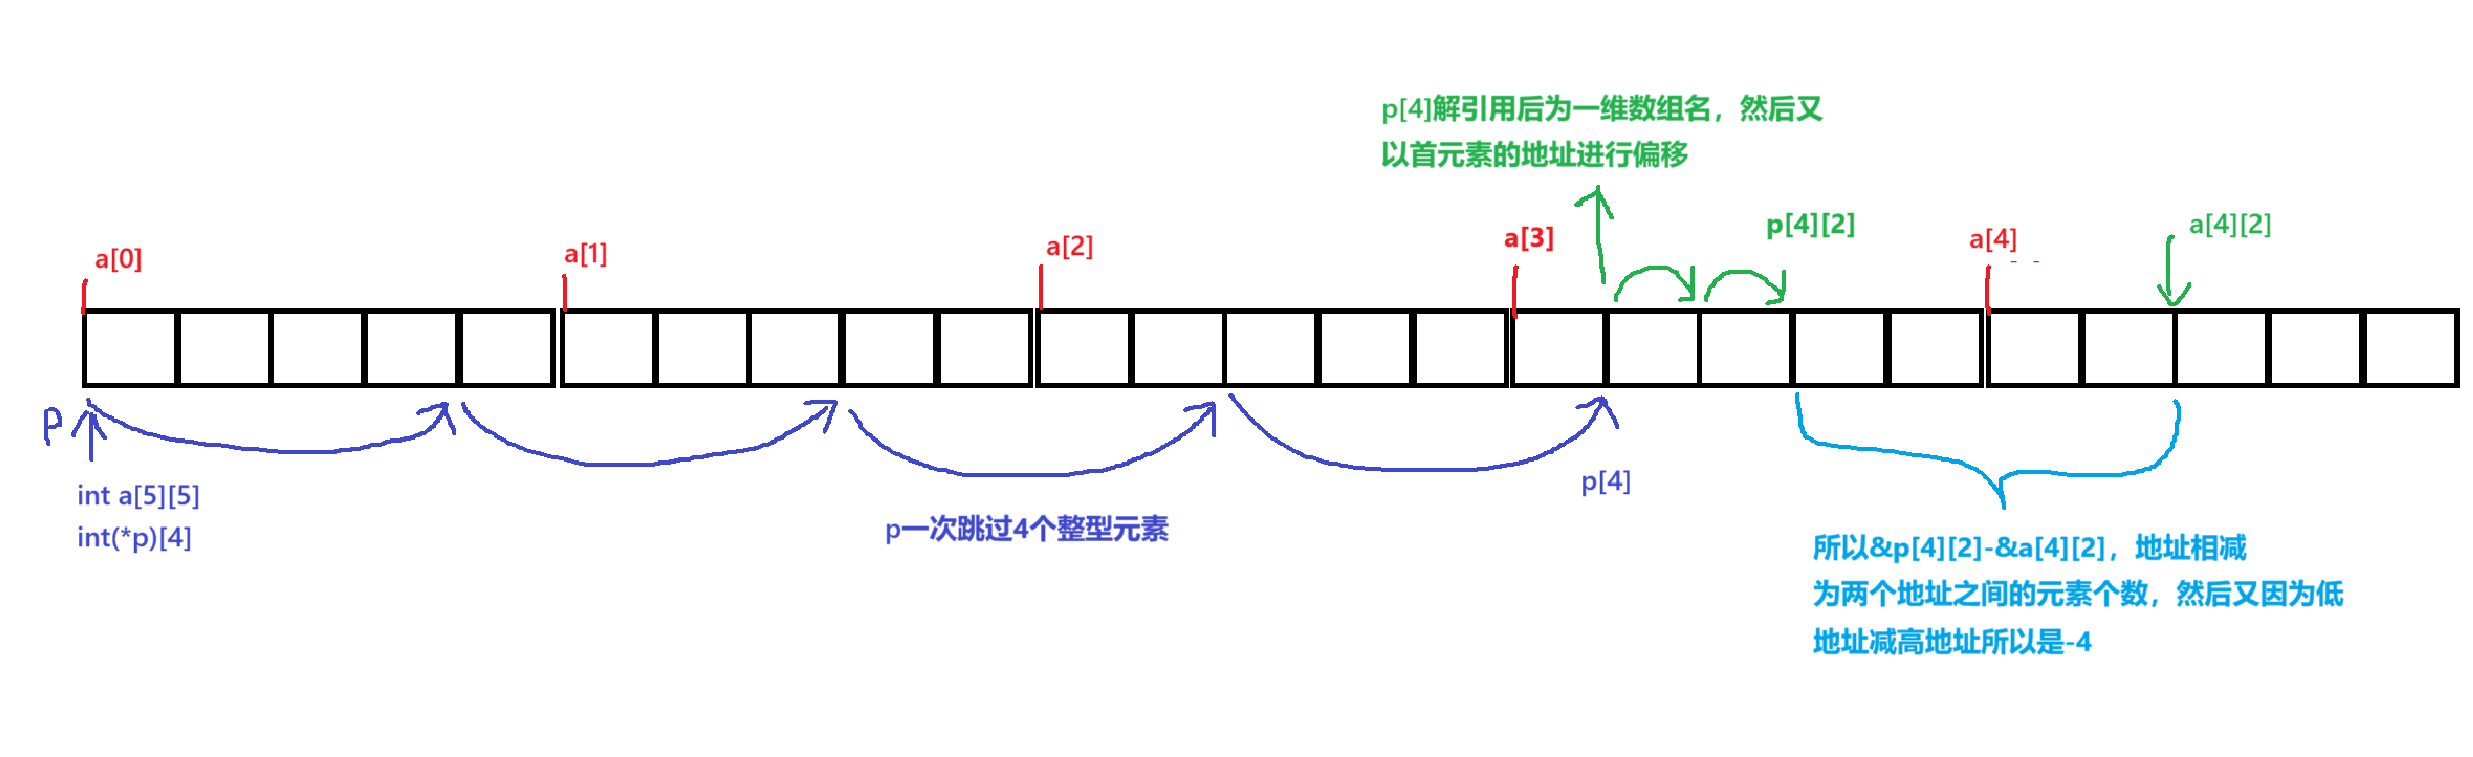 p[4]解引用后为一维数组名，然后又
以首元素的地址进行偏移
a[0]
a[1]
a[2]
a[3]
p[4][2]
a[4]
a[4][2]
p
int a[5][5]
int(*p)[4]
p一次跳过4个整型元素
p[4]
所以&p[4][2]-&a[4][2]，地址相减
为两个地址之间的元素个数，然后又因为低
地址减高地址所以是-4